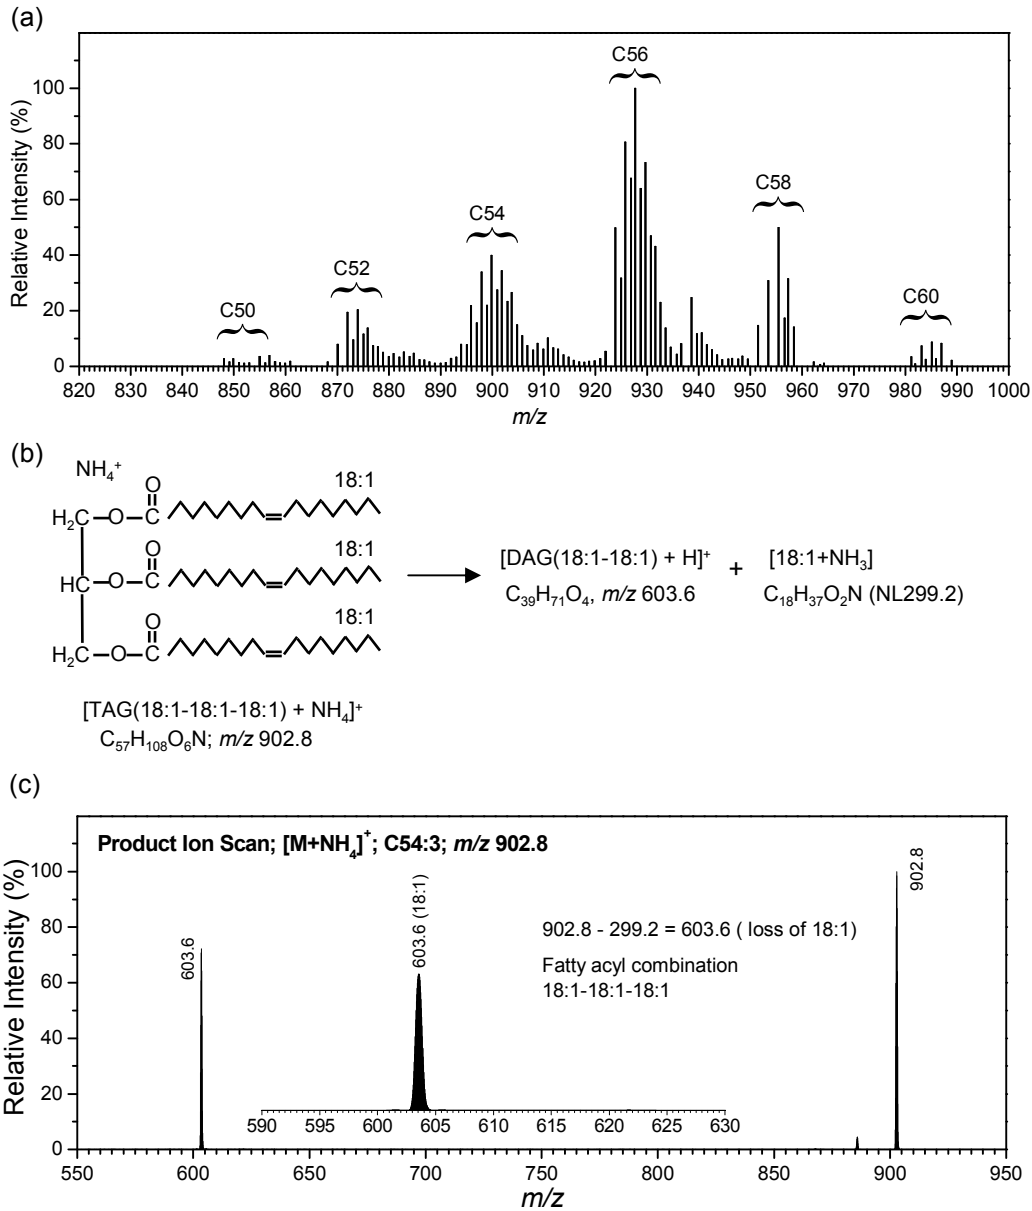 (a)
Relative Intensity (%)
100
80
60
40
20
0
C50
C52
C54
C56
C58
C60
820 830 840 850 860 870 880 890 900 910 920 930 940 950 960 970 980 990 1000
m/z
(b)
NH₄⁺
O 18:1
H₂C—O—C
O 18:1
HC—O—C
O 18:1
H₂C—O—C
[DAG(18:1-18:1) + H]⁺ + [18:1+NH₃]
C₃₉H₇₁O₄, m/z 603.6 C₁₈H₃₇O₂N (NL299.2)
[TAG(18:1-18:1-18:1) + NH₄]⁺
C₅₇H₁₀₈O₆N; m/z 902.8
(c)
Relative Intensity (%)
100
80
60
40
20
0
Product Ion Scan; [M+NH₄]⁺; C54:3; m/z 902.8
603.6
603.6 (18:1)
902.8
902.8 - 299.2 = 603.6 ( loss of 18:1)
Fatty acyl combination
18:1-18:1-18:1
590 595 600 605 610 615 620 625 630
550 600 650 700 750 800 850 900 950
m/z